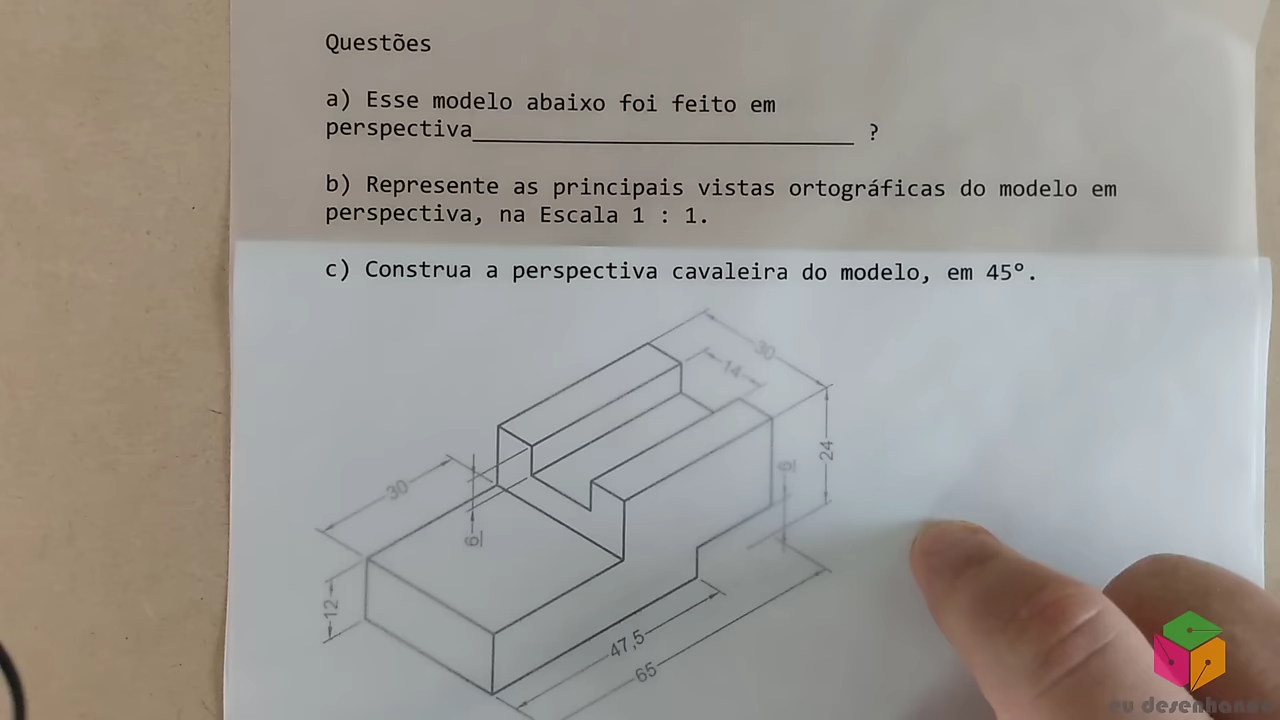 Questões
a) Esse modelo abaixo foi feito em
perspectiva______________________________ ?
b) Represente as principais vistas ortográficas do modelo em
perspectiva, na Escala 1 : 1.
c) Construa a perspectiva cavaleira do modelo, em 45°.
30
14
30
24
6
6
12
47,5
65
eu desenhando